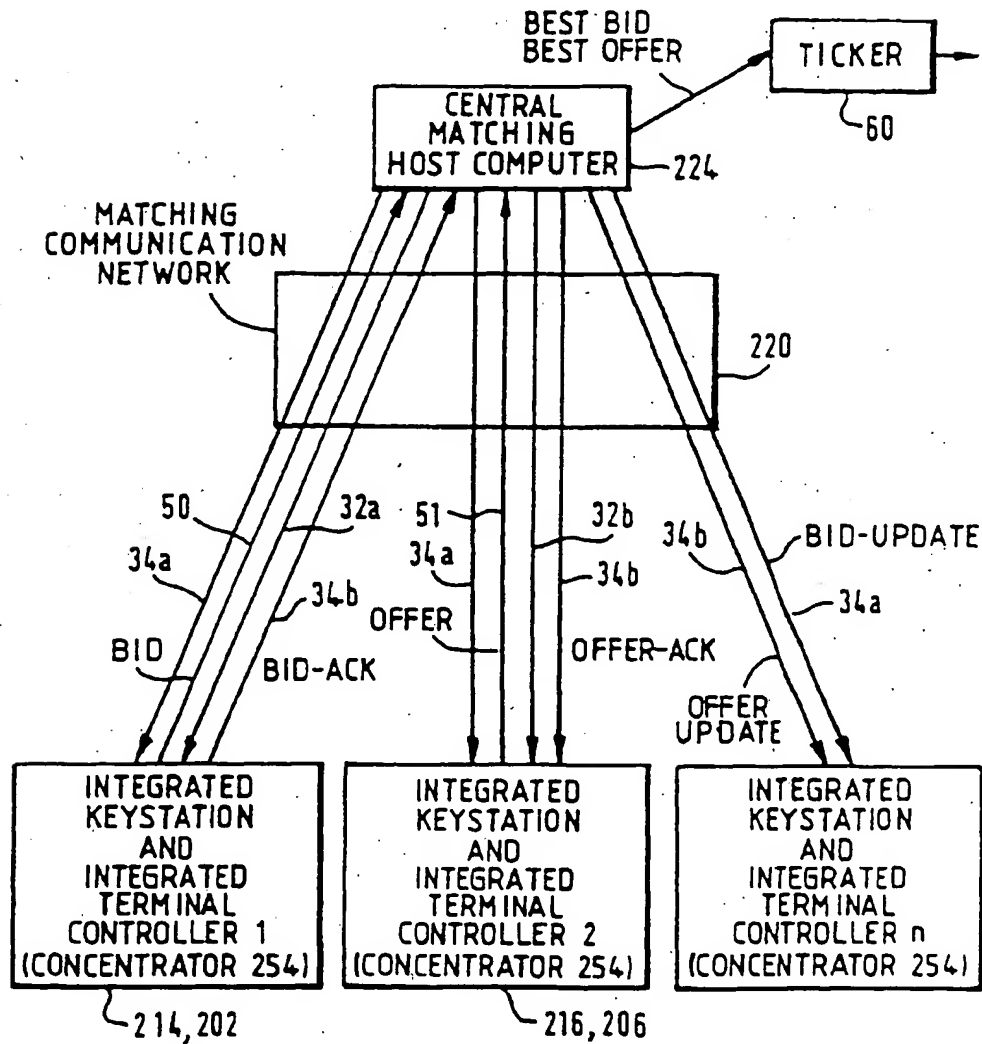 BEST BID
BEST OFFER
TICKER
60
CENTRAL
MATCHING
HOST COMPUTER
224
MATCHING
COMMUNICATION
NETWORK
220
50
34a
32a
34b
BID
BID-ACK
51
34a
32b
34b
OFFER
OFFER-ACK
34b
BID-UPDATE
34a
OFFER
UPDATE
INTEGRATED
KEYSTATION
AND
INTEGRATED
TERMINAL
CONTROLLER 1
(CONCENTRATOR 254)
214,202
INTEGRATED
KEYSTATION
AND
INTEGRATED
TERMINAL
CONTROLLER 2
(CONCENTRATOR 254)
216,206
INTEGRATED
KEYSTATION
AND
INTEGRATED
TERMINAL
CONTROLLER n
(CONCENTRATOR 254)